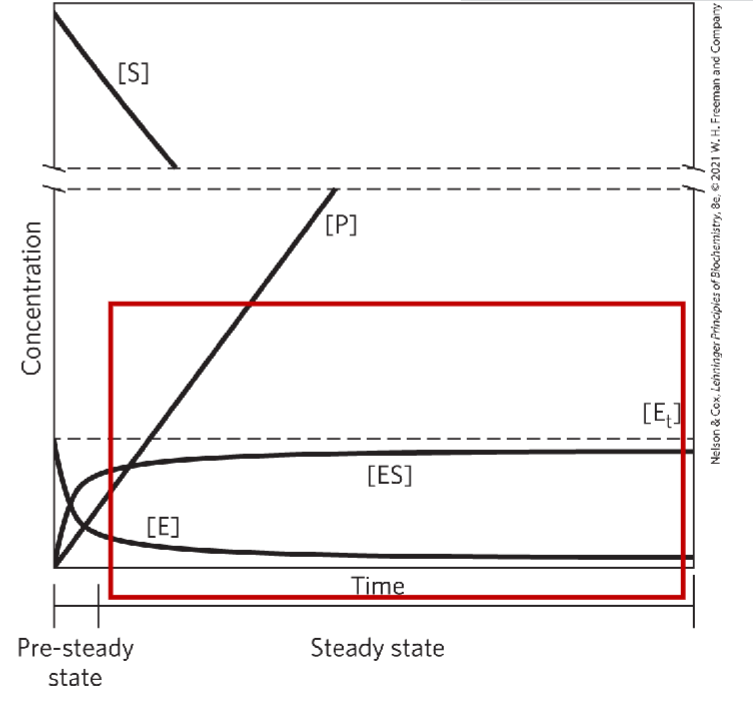 [S]
[P]
Concentration
[Et]
[ES]
[E]
Time
Pre-steady
state
Steady state
Nelson & Cox, Lehninger Principles of Biochemistry, 8e, © 2021 W. H. Freeman and Company